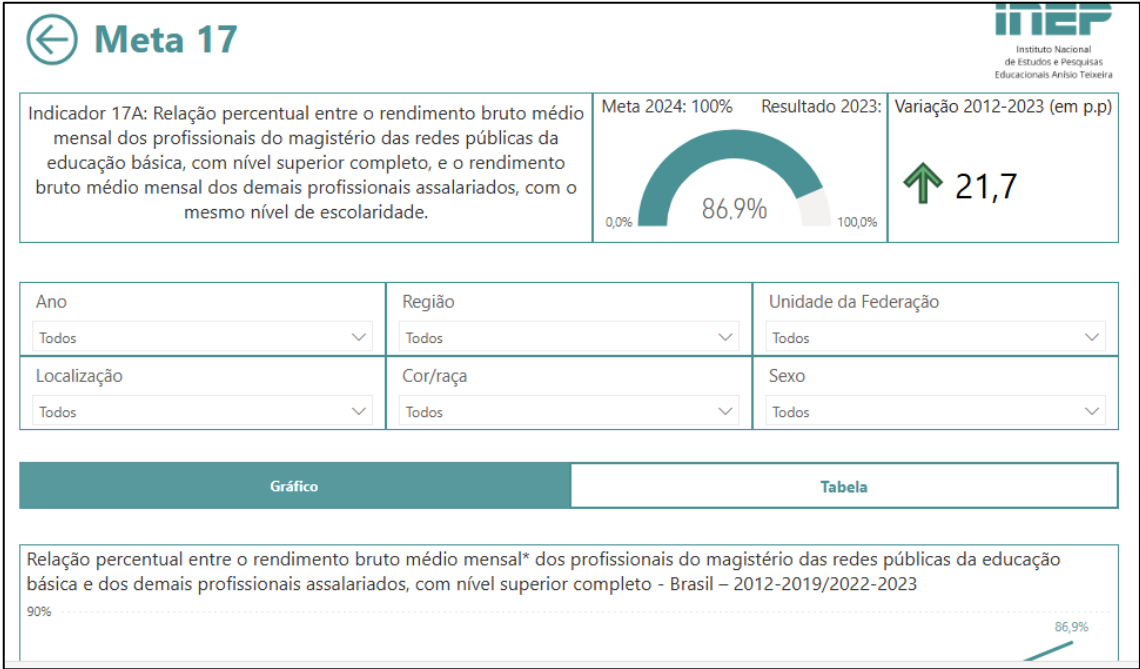 Meta 17
inep
Instituto Nacional
de Estudos e Pesquisas
Educacionais Anísio Teixeira
Indicador 17A: Relação percentual entre o rendimento bruto médio
mensal dos profissionais do magistério das redes públicas da
educação básica, com nível superior completo, e o rendimento
bruto médio mensal dos demais profissionais assalariados, com o
mesmo nível de escolaridade.
Meta 2024: 100% Resultado 2023:
86,9%
0,0% 100,0%
Variação 2012-2023 (em p.p)
21,7
Ano Região Unidade da Federação
Todos Todos Todos
Localização Cor/raça Sexo
Todos Todos Todos
Gráfico Tabela
Relação percentual entre o rendimento bruto médio mensal* dos profissionais do magistério das redes públicas da educação
básica e dos demais profissionais assalariados, com nível superior completo - Brasil – 2012-2019/2022-2023
90%
86,9%